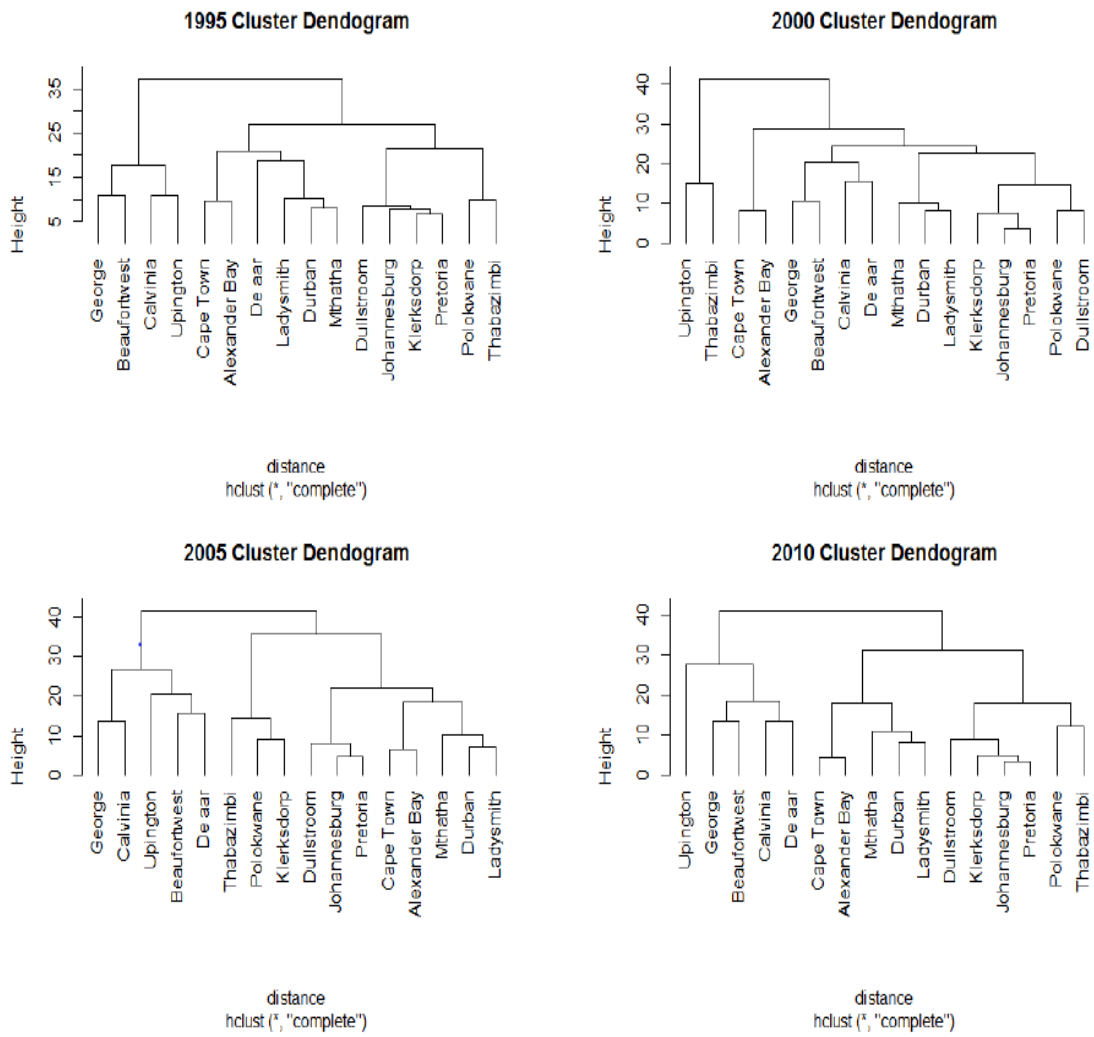 1995 Cluster Dendogram
Height
35
25
15
5
George
Beaufortwest
Calvinia
Upington
Cape Town
Alexander Bay
De aar
Ladysmith
Durban
Mthatha
Dullstroom
Johannesburg
Klerksdorp
Pretoria
Polokwane
Thabazimbi
distance
hclust (*, "complete")
2000 Cluster Dendogram
Height
40
30
20
10
0
Upington
Thabazimbi
Cape Town
Alexander Bay
George
Beaufortwest
Calvinia
De aar
Mthatha
Durban
Ladysmith
Klerksdorp
Johannesburg
Pretoria
Polokwane
Dullstroom
distance
hclust (*, "complete")
2005 Cluster Dendogram
Height
40
30
20
10
0
George
Calvinia
Upington
Beaufortwest
De aar
Thabazimbi
Polokwane
Klerksdorp
Dullstroom
Johannesburg
Pretoria
Cape Town
Alexander Bay
Mthatha
Durban
Ladysmith
distance
hclust (*, "complete")
2010 Cluster Dendogram
Height
40
30
20
10
0
Upington
George
Beaufortwest
Calvinia
De aar
Cape Town
Alexander Bay
Mthatha
Durban
Ladysmith
Dullstroom
Klerksdorp
Johannesburg
Pretoria
Polokwane
Thabazimbi
distance
hclust (*, "complete")